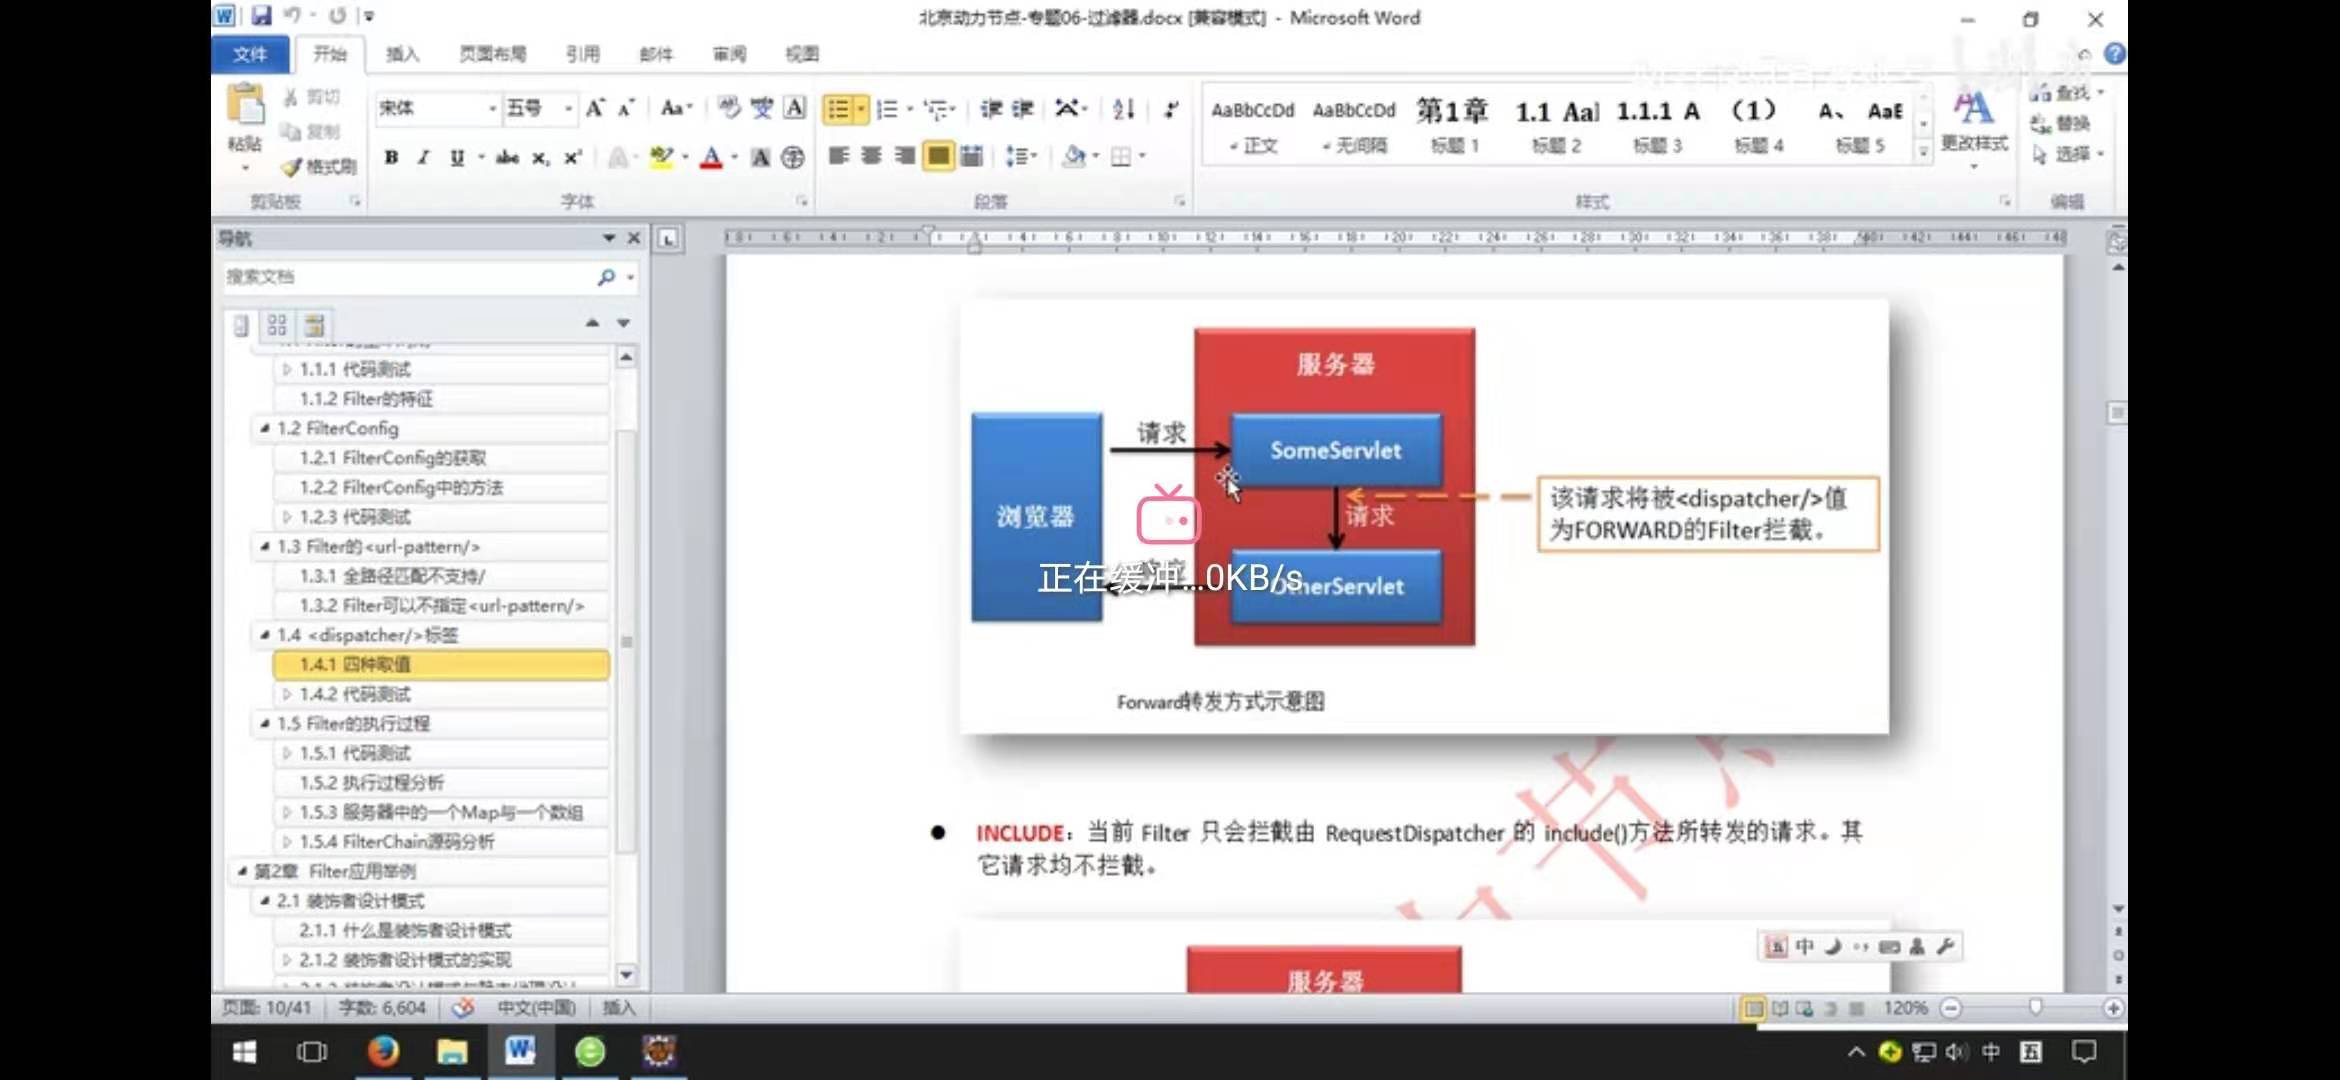 北京动力节点-专题06-过滤器.docx [兼容模式] - Microsoft Word
文件 开始 插入 页面布局 引用 邮件 审阅 视图
粘贴 剪切 复制 格式刷
宋体 五号
AaBbCcDd AaBbCcDd 第1章 1.1 Aa 1.1.1 A （1） A、 AaB
正文 无间隔 标题 1 标题 2 标题 3 标题 4 标题 5
更改样式
查找
替换
选择
剪贴板 字体 段落 样式 编辑
导航
搜索文档
1.1.1 代码测试
1.1.2 Filter的特征
1.2 FilterConfig
1.2.1 FilterConfig的获取
1.2.2 FilterConfig中的方法
1.2.3 代码测试
1.3 Filter的<url-pattern/>
1.3.1 全路径匹配不支持/
1.3.2 Filter可以不指定<url-pattern/>
1.4 <dispatcher/>标签
1.4.1 四种取值
1.4.2 代码测试
1.5 Filter的执行过程
1.5.1 代码测试
1.5.2 执行过程分析
1.5.3 服务器中的一个Map与一个数组
1.5.4 FilterChain源码分析
第2章 Filter应用举例
2.1 装饰者设计模式
2.1.1 什么是装饰者设计模式
2.1.2 装饰者设计模式的实现
服务器
请求
SomeServlet
浏览器
请求
该请求将被<dispatcher/>值
为FORWARD的Filter拦截。
正在缓冲...0KB/s
OtherServlet
Forward转发方式示意图
● INCLUDE：当前 Filter 只会拦截由 RequestDispatcher 的 include()方法所转发的请求。其
它请求均不拦截。
服务器
五 中
页面: 10/41 字数: 6,604 中文(中国) 插入 120%
中 五